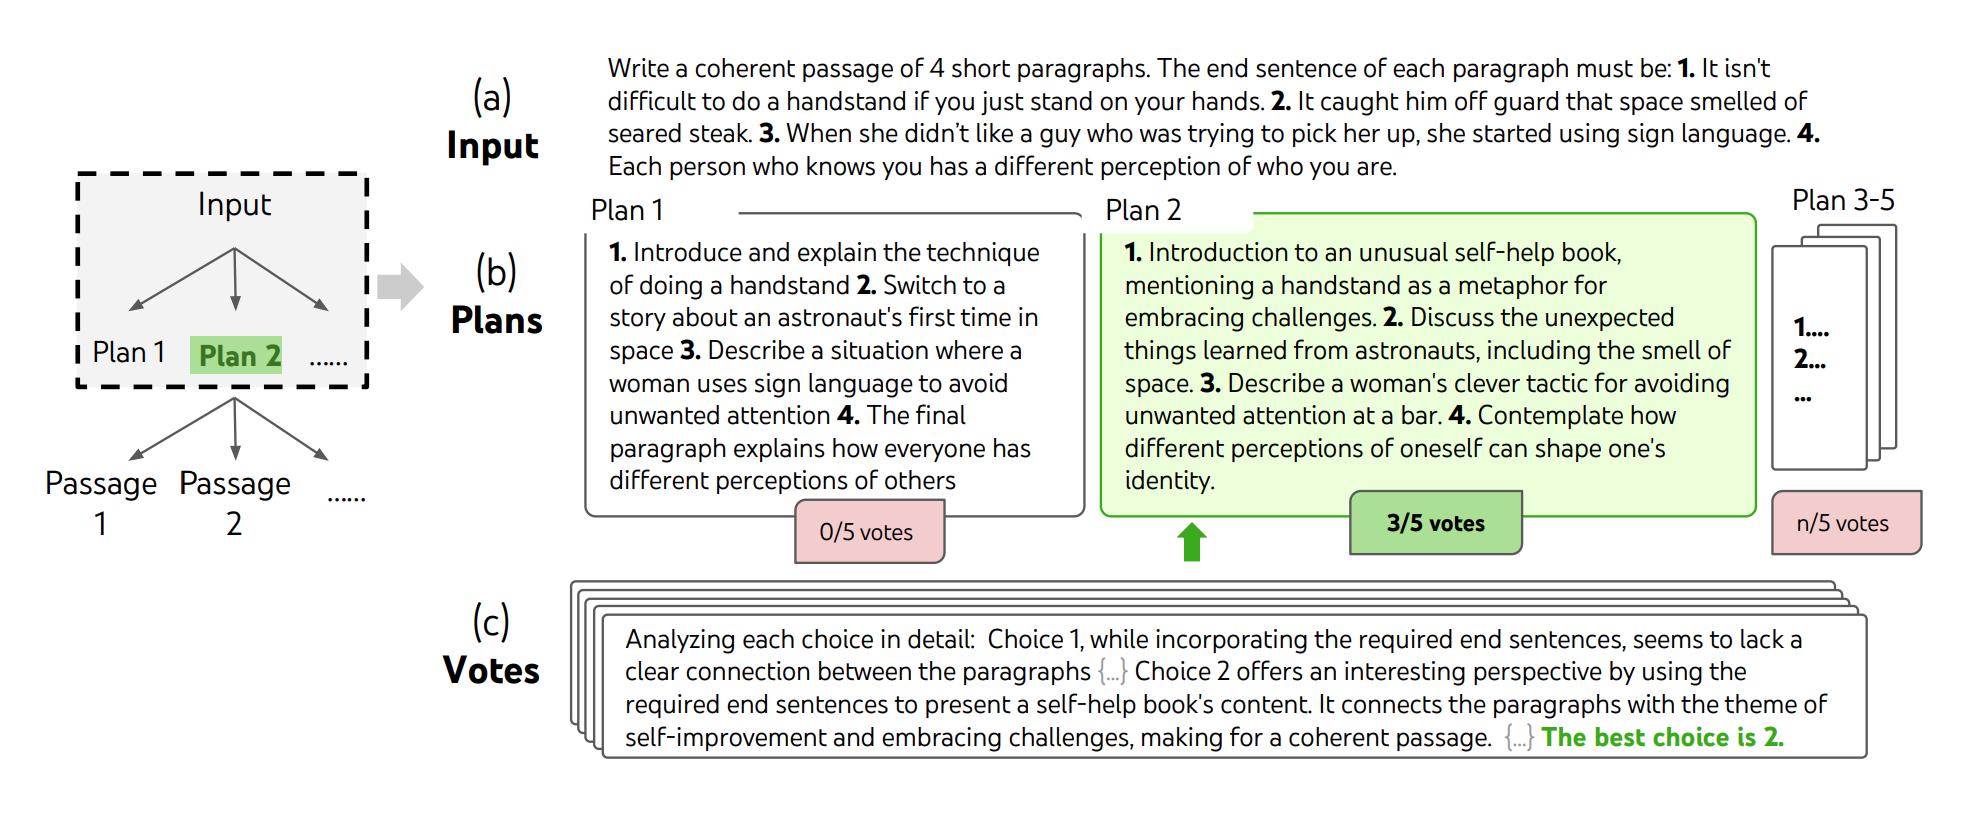 Input
Plan 1
Plan 2
......
Passage
1
Passage
2
......
(a)
Input
Write a coherent passage of 4 short paragraphs. The end sentence of each paragraph must be: 1. It isn't
difficult to do a handstand if you just stand on your hands. 2. It caught him off guard that space smelled of
seared steak. 3. When she didn’t like a guy who was trying to pick her up, she started using sign language. 4.
Each person who knows you has a different perception of who you are.
(b)
Plans
Plan 1
1. Introduce and explain the technique
of doing a handstand 2. Switch to a
story about an astronaut's first time in
space 3. Describe a situation where a
woman uses sign language to avoid
unwanted attention 4. The final
paragraph explains how everyone has
different perceptions of others
0/5 votes
Plan 2
1. Introduction to an unusual self-help book,
mentioning a handstand as a metaphor for
embracing challenges. 2. Discuss the unexpected
things learned from astronauts, including the smell of
space. 3. Describe a woman's clever tactic for avoiding
unwanted attention at a bar. 4. Contemplate how
different perceptions of oneself can shape one's
identity.
3/5 votes
Plan 3-5
1....
2...
...
n/5 votes
(c)
Votes
Analyzing each choice in detail: Choice 1, while incorporating the required end sentences, seems to lack a
clear connection between the paragraphs {...} Choice 2 offers an interesting perspective by using the
required end sentences to present a self-help book's content. It connects the paragraphs with the theme of
self-improvement and embracing challenges, making for a coherent passage. {...} The best choice is 2.